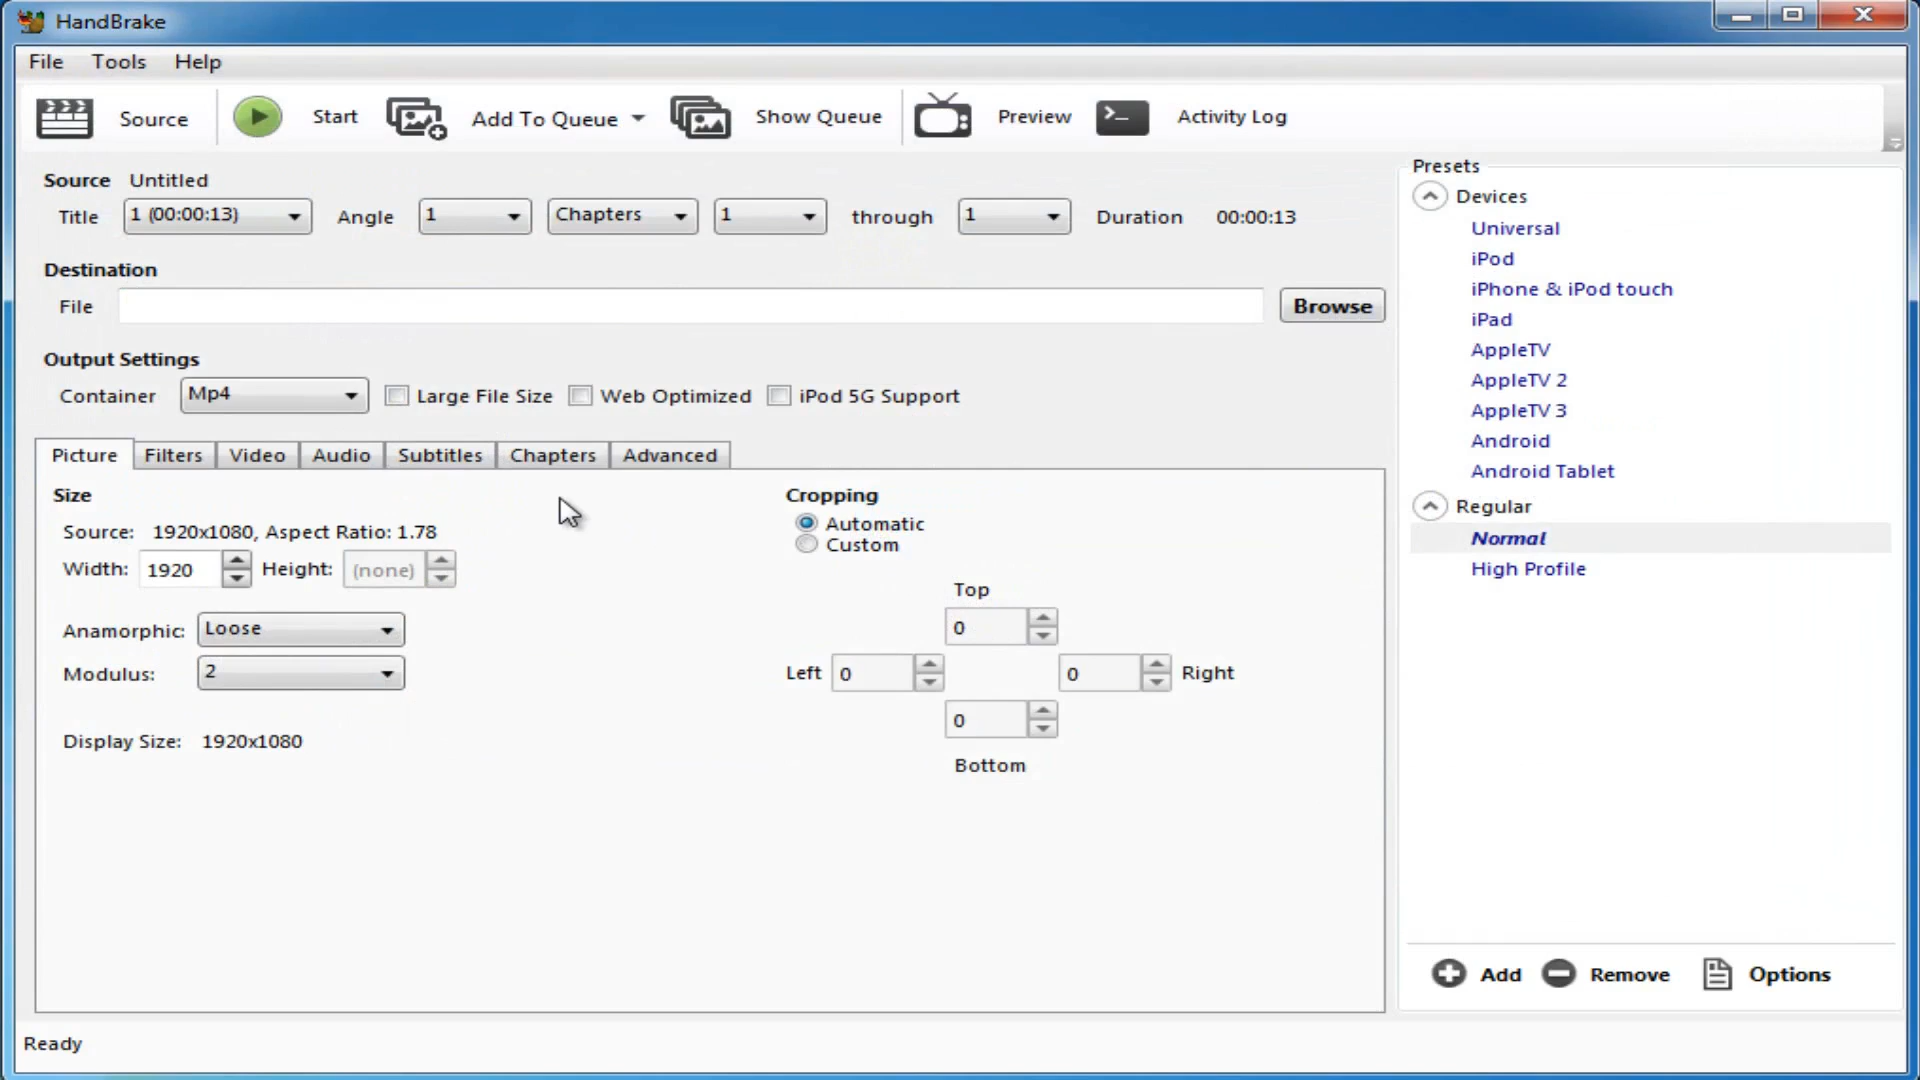 HandBrake
File Tools Help
Source Start Add To Queue Show Queue Preview Activity Log
Source Untitled
Title 1 (00:00:13) Angle 1 Chapters 1 through 1 Duration 00:00:13
Destination
File Browse
Output Settings
Container Mp4 Large File Size Web Optimized iPod 5G Support
Picture Filters Video Audio Subtitles Chapters Advanced
Size
Source: 1920x1080, Aspect Ratio: 1.78
Width: 1920 Height: (none)
Anamorphic: Loose
Modulus: 2
Display Size: 1920x1080
Cropping
Automatic
Custom
Top
0
Left 0 0 Right
0
Bottom
Presets
Devices
Universal
iPod
iPhone & iPod touch
iPad
AppleTV
AppleTV 2
AppleTV 3
Android
Android Tablet
Regular
Normal
High Profile
Add Remove Options
Ready